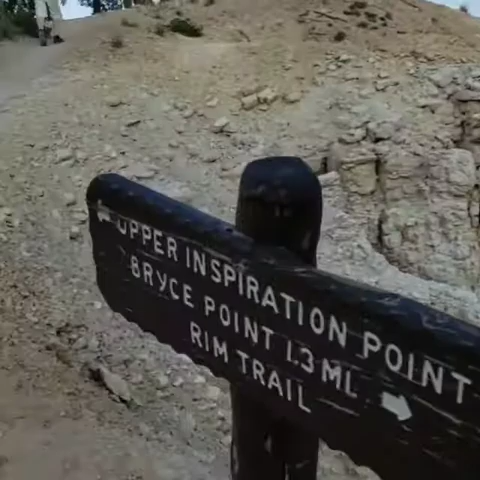 UPPER INSPIRATION POINT
BRYCE POINT 1.3 MI.
RIM TRAIL